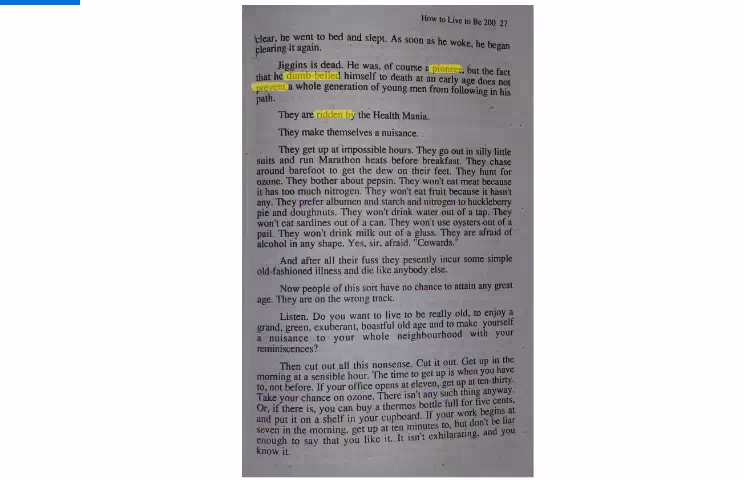 How to Live to Be 200 27
clear, he went to bed and slept. As soon as he woke, he began
clearing it again.
Jiggins is dead. He was, of course a pioneer, but the fact
that he dumb-belled himself to death at an early age does not
prevent a whole generation of young men from following in his
path.
They are ridden by the Health Mania.
They make themselves a nuisance.
They get up at impossible hours. They go out in silly little
suits and run Marathon heats before breakfast. They chase
around barefoot to get the dew on their feet. They hunt for
ozone. They bother about pepsin. They won't eat meat because
it has too much nitrogen. They won't eat fruit because it hasn't
any. They prefer albumen and starch and nitrogen to huckleberry
pie and doughnuts. They won't drink water out of a tap. They
won't eat sardines out of a can. They won't use oysters out of a
pail. They won't drink milk out of a glass. They are afraid of
alcohol in any shape. Yes, sir, afraid. "Cowards."
And after all their fuss they pesently incur some simple
old-fashioned illness and die like anybody else.
Now people of this sort have no chance to attain any great
age. They are on the wrong track.
Listen. Do you want to live to be really old, to enjoy a
grand, green, exuberant, boastful old age and to make yourself
a nuisance to your whole neighbourhood with your
reminiscences?
Then cut out all this nonsense. Cut it out. Get up in the
morning at a sensible hour. The time to get up is when you have
to, not before. If your office opens at eleven, get up at ten-thirty.
Take your chance on ozone. There isn't any such thing anyway.
Or, if there is, you can buy a thermos bottle full for five cents,
and put it on a shelf in your cupboard. If your work begins at
seven in the morning, get up at ten minutes to, but don't be liar
enough to say that you like it. It isn't exhilarating, and you
know it.